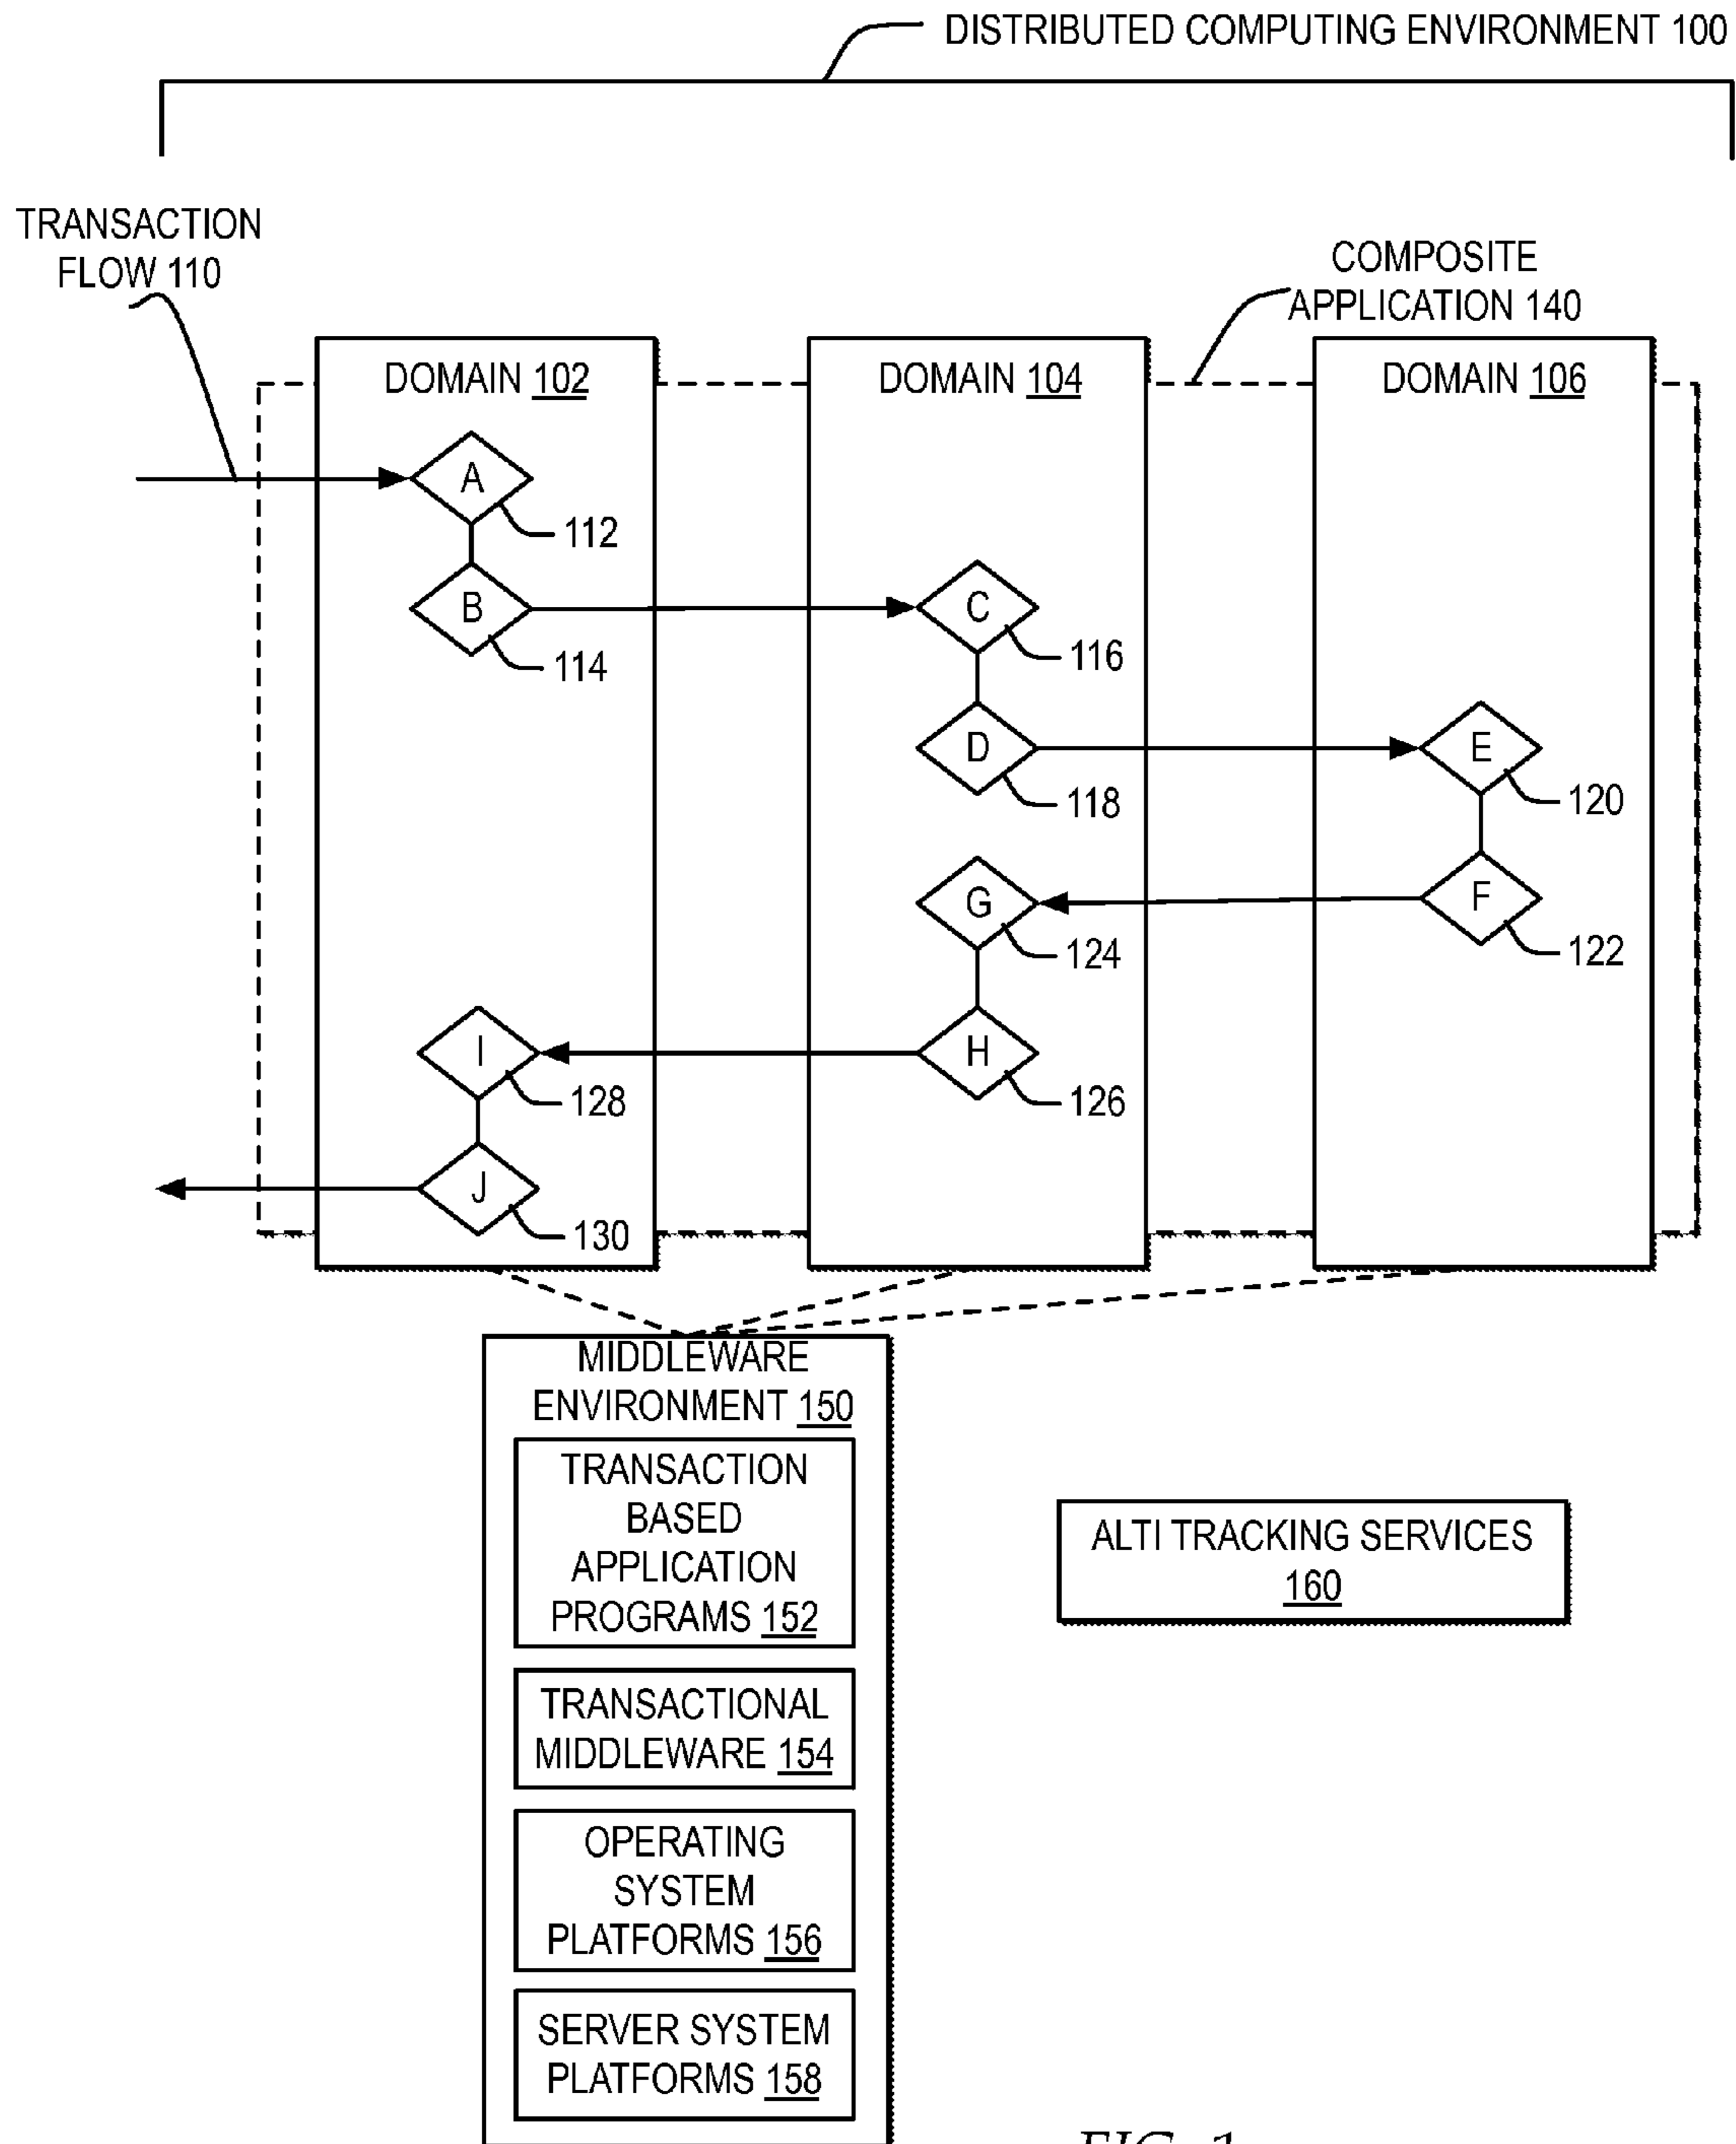 DISTRIBUTED COMPUTING ENVIRONMENT 100
TRANSACTION
FLOW 110
COMPOSITE
APPLICATION 140
DOMAIN 102
DOMAIN 104
DOMAIN 106
A
112
B
114
C
116
D
118
E
120
F
122
G
124
H
126
I
128
J
130
MIDDLEWARE
ENVIRONMENT 150
TRANSACTION
BASED
APPLICATION
PROGRAMS 152
TRANSACTIONAL
MIDDLEWARE 154
OPERATING
SYSTEM
PLATFORMS 156
SERVER SYSTEM
PLATFORMS 158
ALTI TRACKING SERVICES
160
FIG. 1